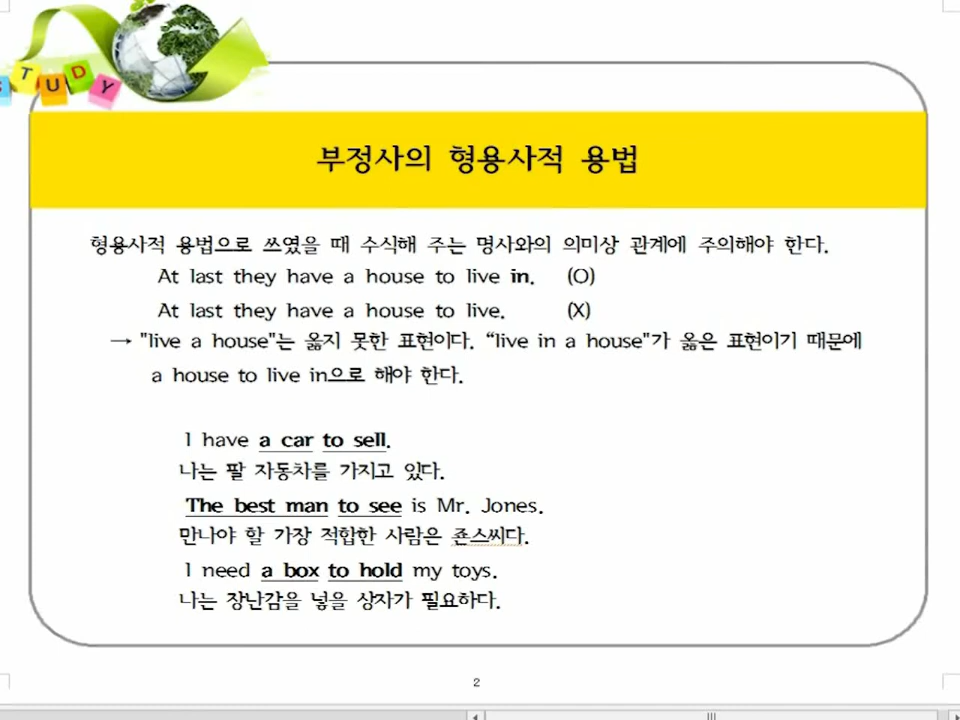 STUDY
부정사의 형용사적 용법
형용사적 용법으로 쓰였을 때 수식해 주는 명사와의 의미상 관계에 주의해야 한다.
At last they have a house to live in. (O)
At last they have a house to live. (X)
→ "live a house"는 옳지 못한 표현이다. “live in a house"가 옳은 표현이기 때문에
a house to live in으로 해야 한다.
I have a car to sell.
나는 팔 자동차를 가지고 있다.
The best man to see is Mr. Jones.
만나야 할 가장 적합한 사람은 죤스씨다.
I need a box to hold my toys.
나는 장난감을 넣을 상자가 필요하다.
2